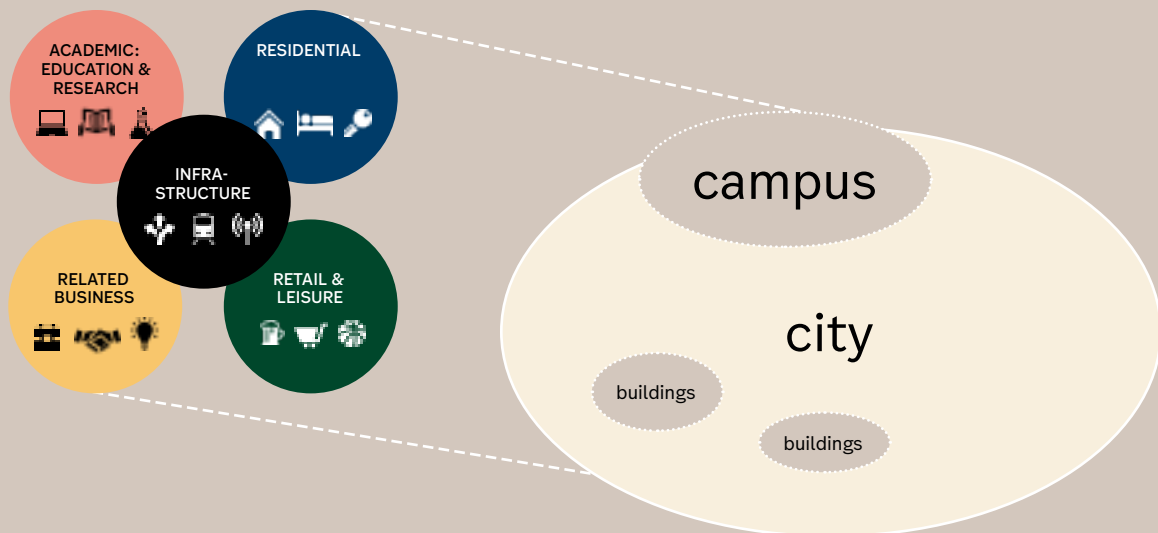 ACADEMIC:
EDUCATION &
RESEARCH
RESIDENTIAL
INFRA-
STRUCTURE
RELATED
BUSINESS
RETAIL &
LEISURE
campus
city
buildings
buildings